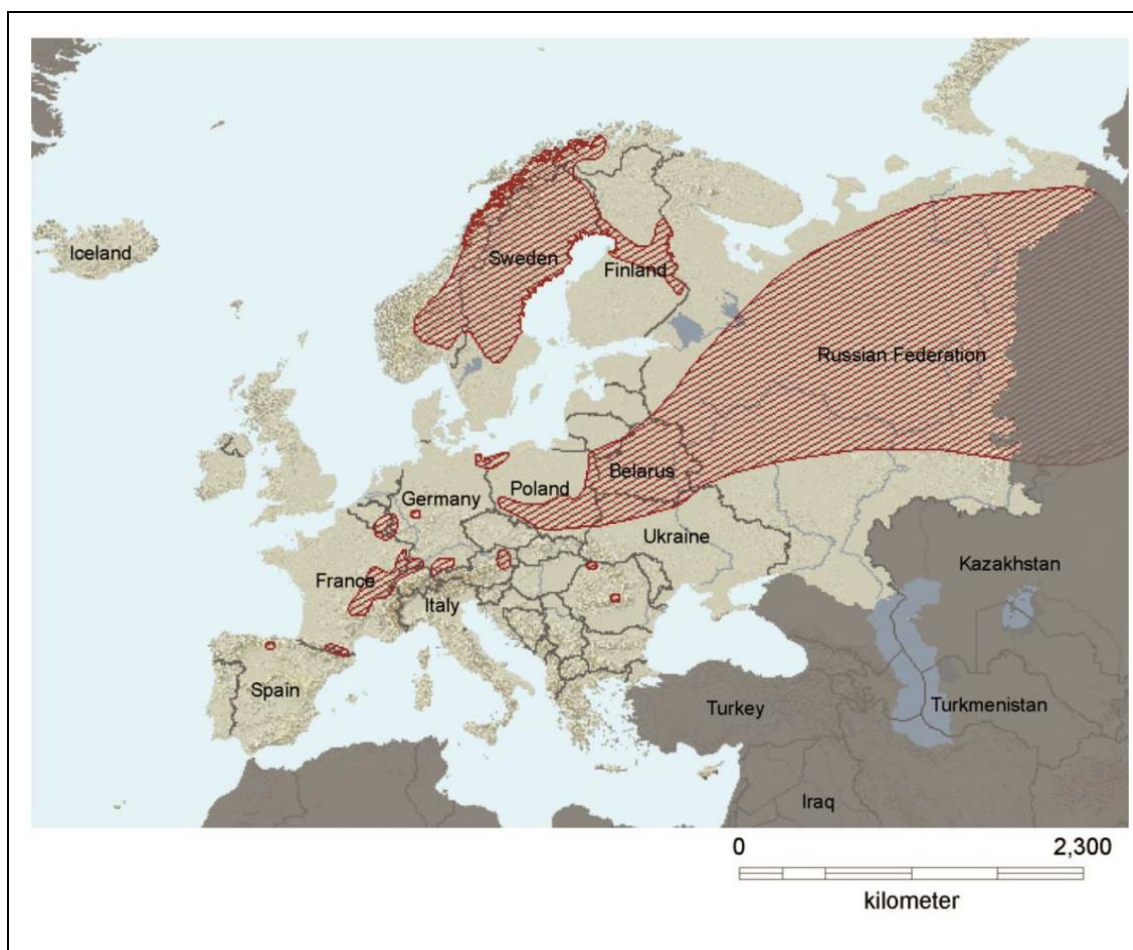 Iceland
Sweden
Finland
Russian Federation
Belarus
Poland
Germany
Ukraine
France
Kazakhstan
Italy
Spain
Turkey
Turkmenistan
Iraq
0 2,300
kilometer